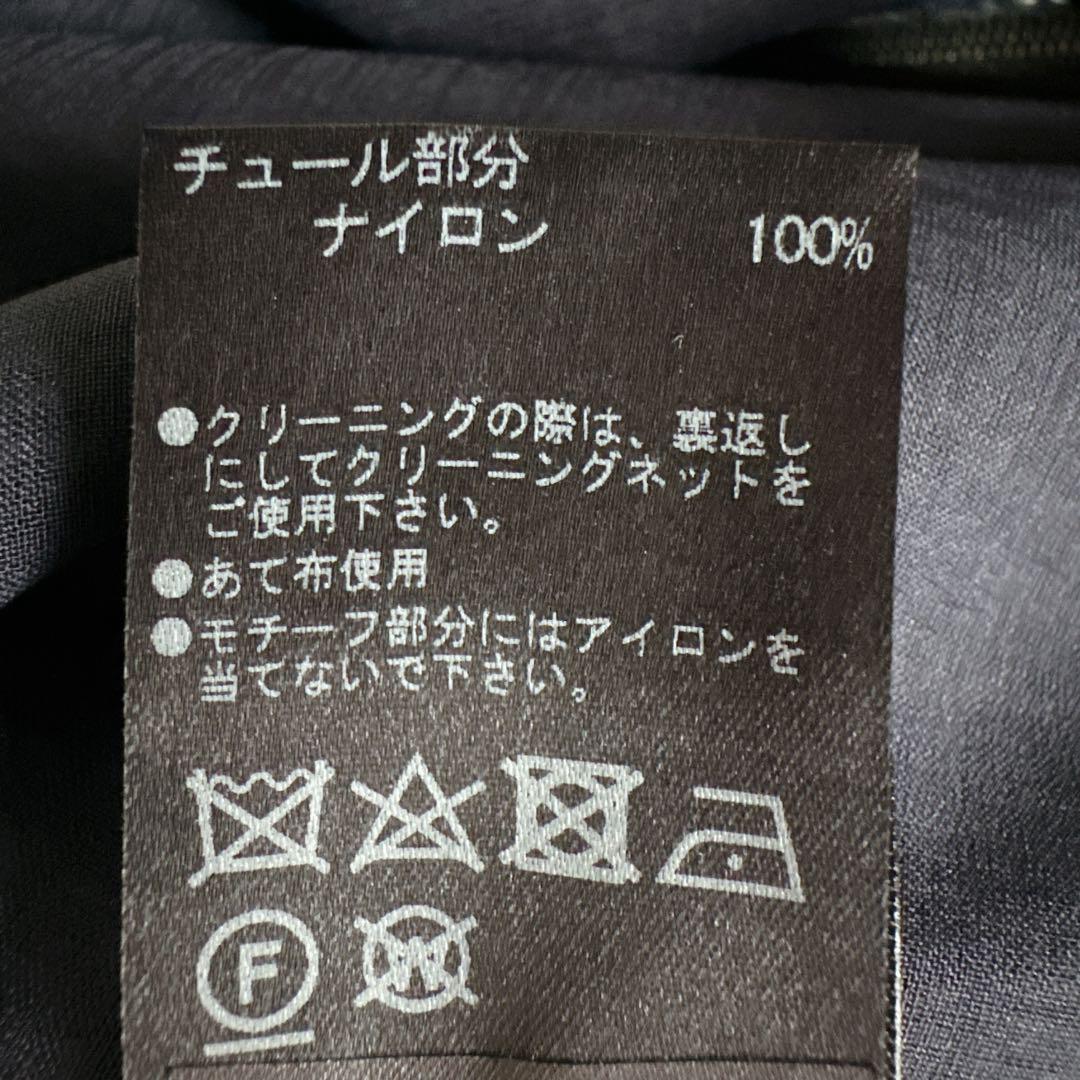 チュール部分
ナイロン 100%
●クリーニングの際は、裏返し
にしてクリーニングネットを
ご使用下さい。
●あて布使用
●モチーフ部分にはアイロンを
当てないで下さい。
F W